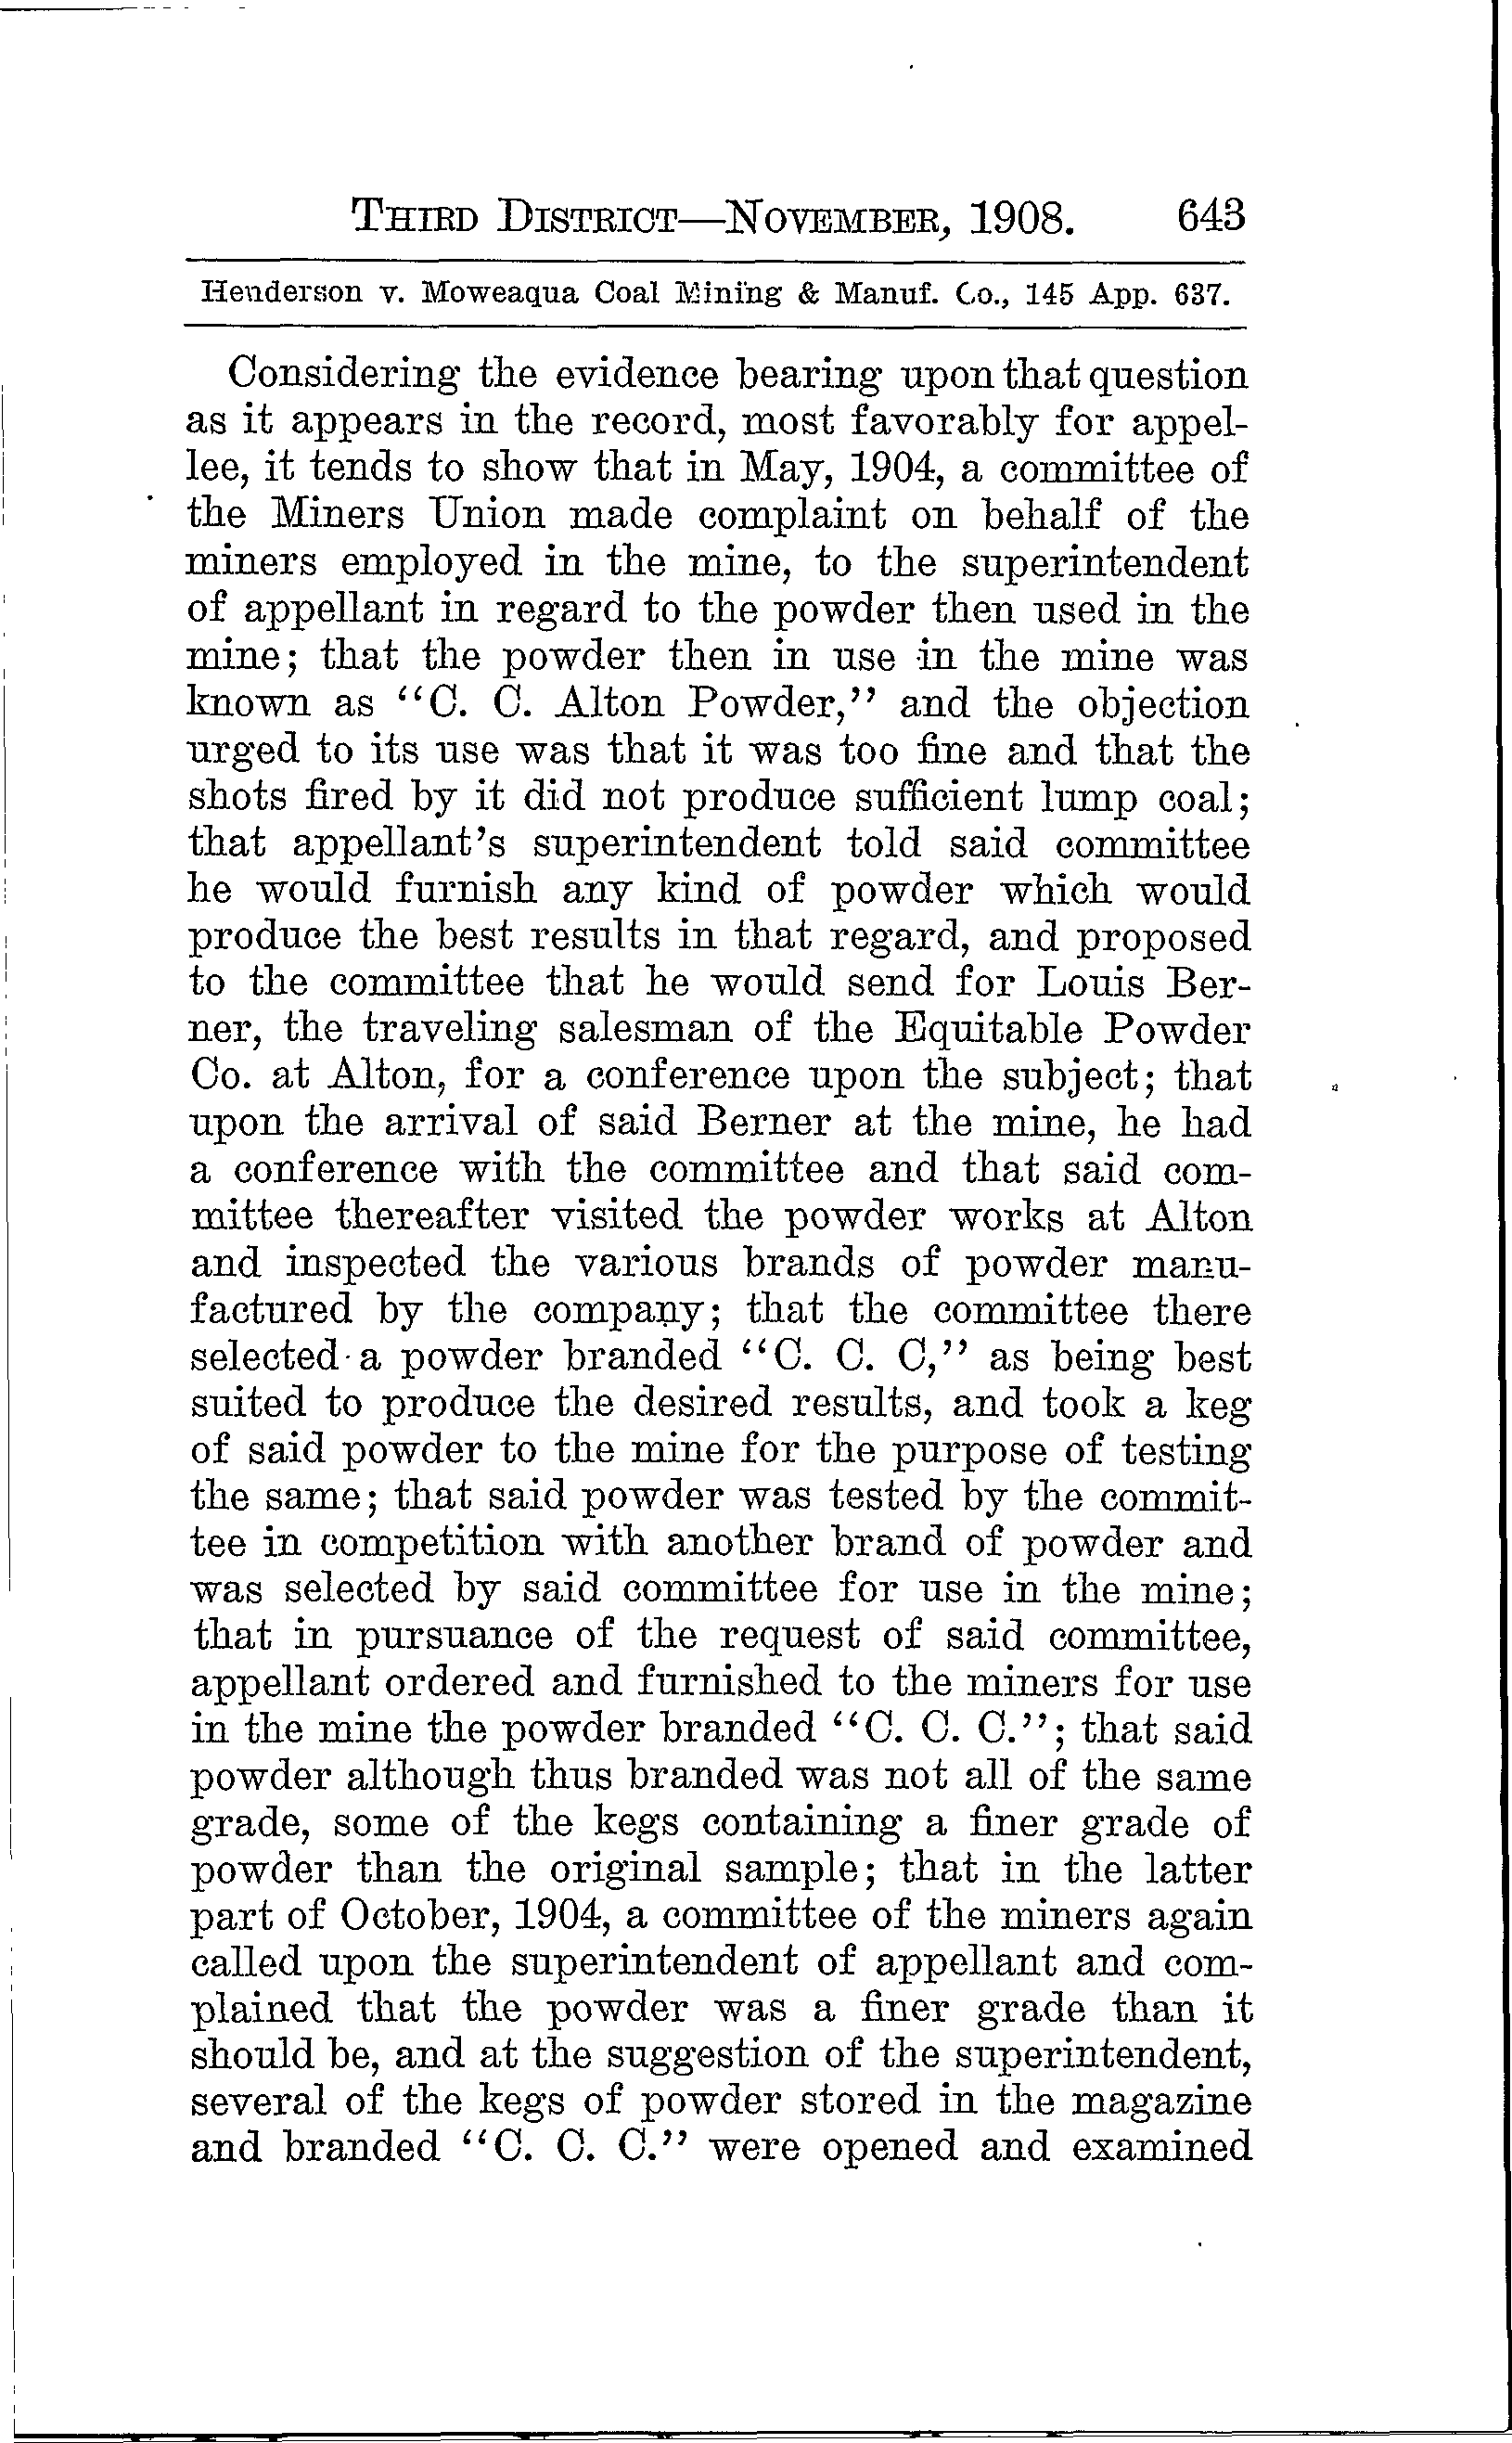 THIRD DISTRICT—NOVEMBER, 1908. 643
Henderson v. Moweaqua Coal Mining & Manuf. Co., 145 App. 637.
Considering the evidence bearing upon that question
as it appears in the record, most favorably for appel-
lee, it tends to show that in May, 1904, a committee of
the Miners Union made complaint on behalf of the
miners employed in the mine, to the superintendent
of appellant in regard to the powder then used in the
mine; that the powder then in use in the mine was
known as “C. C. Alton Powder,” and the objection
urged to its use was that it was too fine and that the
shots fired by it did not produce sufficient lump coal;
that appellant’s superintendent told said committee
he would furnish any kind of powder which would
produce the best results in that regard, and proposed
to the committee that he would send for Louis Ber-
ner, the traveling salesman of the Equitable Powder
Co. at Alton, for a conference upon the subject; that
upon the arrival of said Berner at the mine, he had
a conference with the committee and that said com-
mittee thereafter visited the powder works at Alton
and inspected the various brands of powder manu-
factured by the company; that the committee there
selected a powder branded “C. C. C,” as being best
suited to produce the desired results, and took a keg
of said powder to the mine for the purpose of testing
the same; that said powder was tested by the commit-
tee in competition with another brand of powder and
was selected by said committee for use in the mine;
that in pursuance of the request of said committee,
appellant ordered and furnished to the miners for use
in the mine the powder branded “C. C. C.”; that said
powder although thus branded was not all of the same
grade, some of the kegs containing a finer grade of
powder than the original sample; that in the latter
part of October, 1904, a committee of the miners again
called upon the superintendent of appellant and com-
plained that the powder was a finer grade than it
should be, and at the suggestion of the superintendent,
several of the kegs of powder stored in the magazine
and branded “C. C. C.” were opened and examined